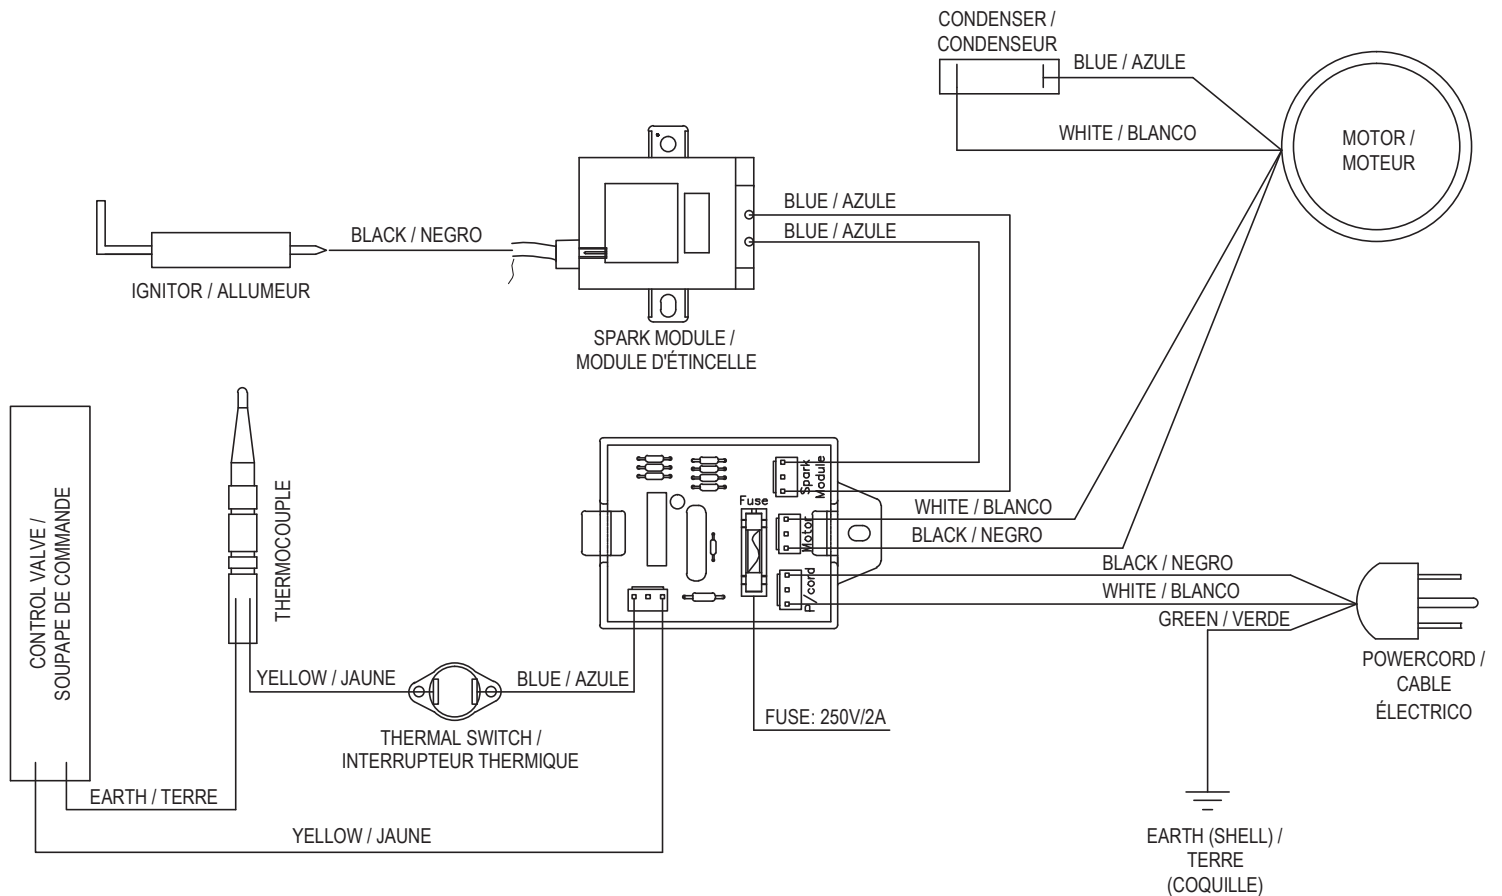 CONDENSER /
CONDENSEUR
BLUE / AZULE
WHITE / BLANCO
MOTOR /
MOTEUR
BLUE / AZULE
BLUE / AZULE
BLACK / NEGRO
IGNITOR / ALLUMEUR
SPARK MODULE /
MODULE D'ÉTINCELLE
CONTROL VALVE /
SOUPAPE DE COMMANDE
THERMOCOUPLE
Spark
Module
Fuse
Motor
P/cord
WHITE / BLANCO
BLACK / NEGRO
BLACK / NEGRO
WHITE / BLANCO
GREEN / VERDE
POWERCORD /
CABLE
ÉLECTRICO
YELLOW / JAUNE
BLUE / AZULE
THERMAL SWITCH /
INTERRUPTEUR THERMIQUE
FUSE: 250V/2A
EARTH / TERRE
YELLOW / JAUNE
EARTH (SHELL) /
TERRE
(COQUILLE)